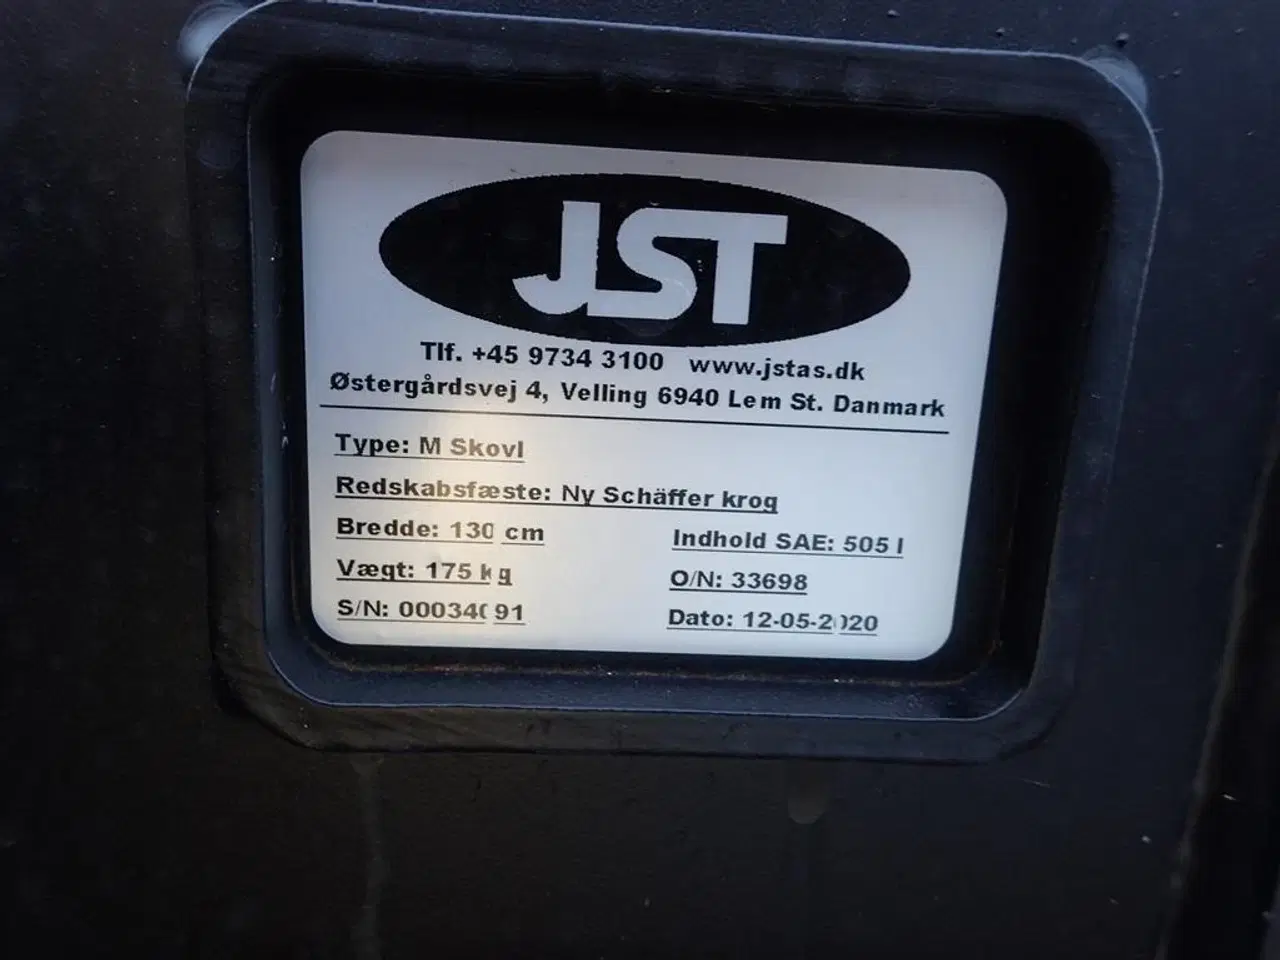 JST
Tlf. +45 9734 3100 www.jstas.dk
Østergårdsvej 4, Velling 6940 Lem St. Danmark
Type: M Skovl
Redskabsfæste: Ny Schäffer krog
Bredde: 130 cm Indhold SAE: 505 l
Vægt: 175 kg O/N: 33698
S/N: 00034091 Dato: 12-05-2020